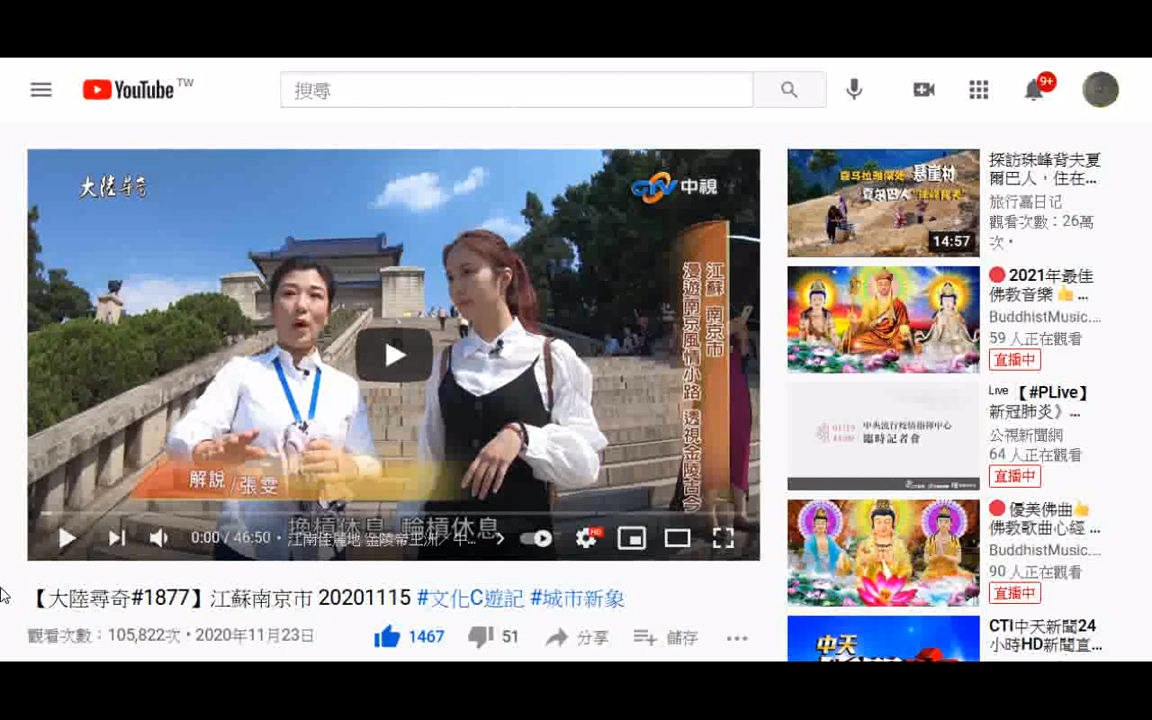 YouTube TW
搜尋
9+
大陸尋奇
CTV 中視
江蘇 南京市
漫遊南京風情小路 透視金陵古今
解說/張雯
換槓休息 輪槓休息
0:00 / 46:50 •
HD
【大陸尋奇#1877】江蘇南京市 20201115 #文化C遊記 #城市新象
觀看次數：105,822次 • 2020年11月23日
1467
51
分享
儲存
悬崖村
14:57
探訪珠峰背夫夏
爾巴人，住在...
旅行嘉日记
觀看次數：26萬
次 •
2021年最佳
佛教音樂 ...
BuddhistMusic....
59 人正在觀看
直播中
中央流行疫情指揮中心
臨時記者會
Live 【 #PLive】
新冠肺炎》...
公視新聞網
64 人正在觀看
直播中
優美佛曲
佛教歌曲心經 ...
BuddhistMusic....
90 人正在觀看
直播中
中天
CTI中天新聞24
小時HD新聞直...